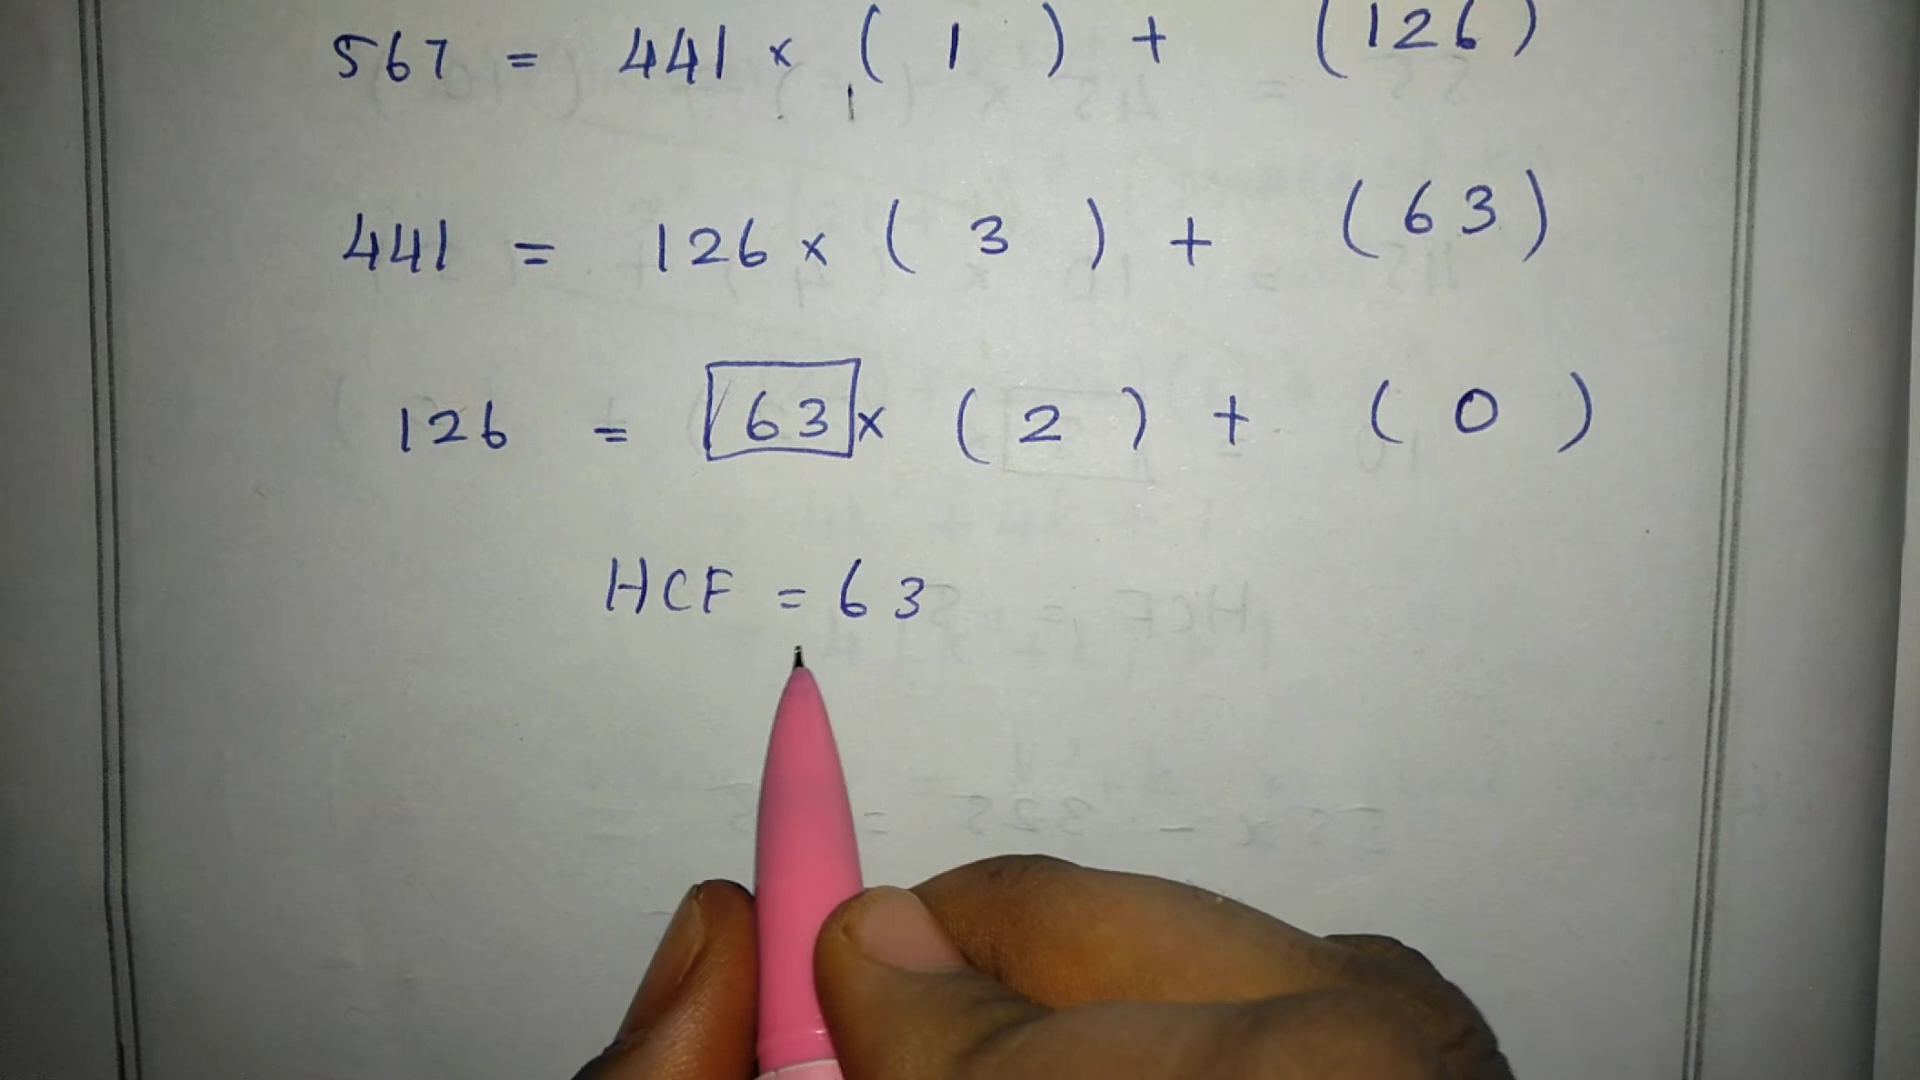 567 = 441 × ( 1 ) + (126)
441 = 126 × ( 3 ) + (63)
126 = 63 × ( 2 ) + ( 0 )
HCF = 63